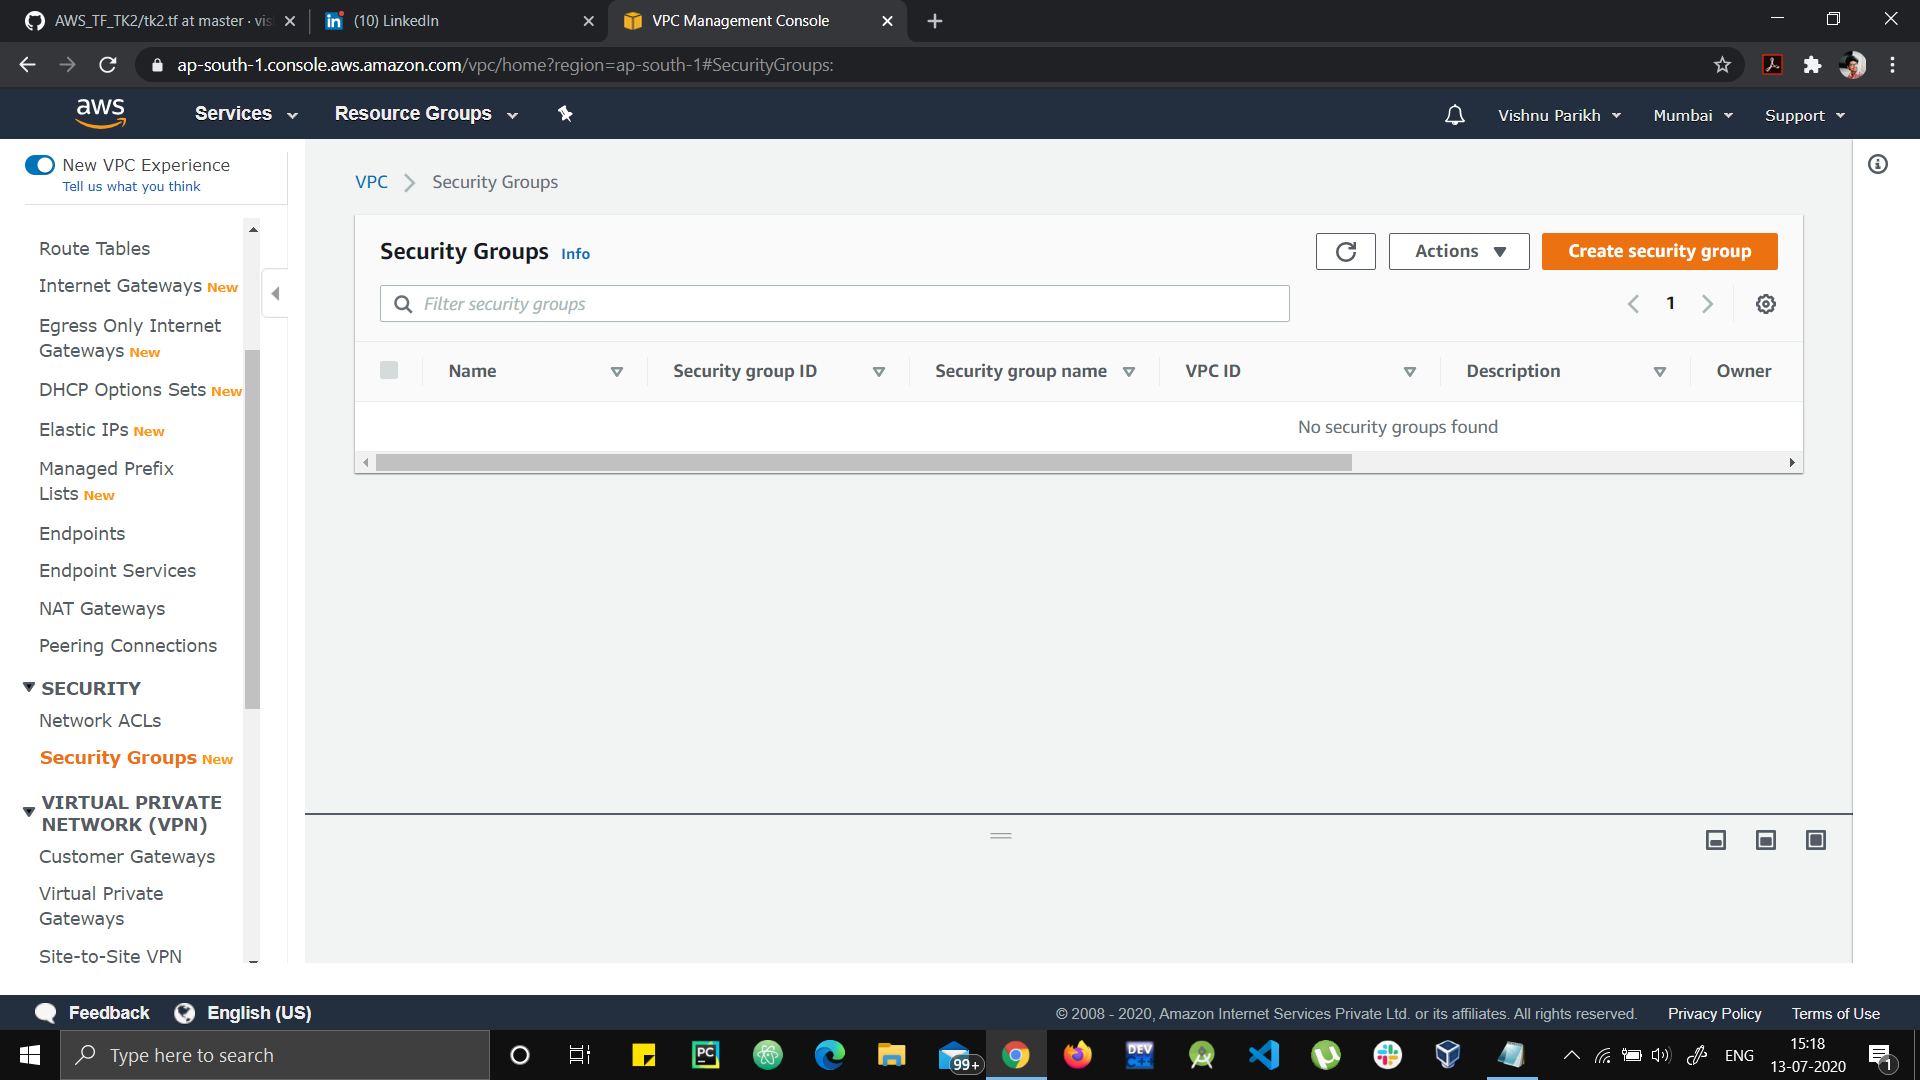 AWS_TF_TK2/tk2.tf at master · vis
(10) LinkedIn
VPC Management Console
ap-south-1.console.aws.amazon.com/vpc/home?region=ap-south-1#SecurityGroups:
aws
Services
Resource Groups
Vishnu Parikh
Mumbai
Support
New VPC Experience
Tell us what you think
Route Tables
Internet Gateways New
Egress Only Internet
Gateways New
DHCP Options Sets New
Elastic IPs New
Managed Prefix
Lists New
Endpoints
Endpoint Services
NAT Gateways
Peering Connections
SECURITY
Network ACLs
Security Groups New
VIRTUAL PRIVATE
NETWORK (VPN)
Customer Gateways
Virtual Private
Gateways
Site-to-Site VPN
VPC
Security Groups
Security Groups Info
Actions
Create security group
Filter security groups
1
Name
Security group ID
Security group name
VPC ID
Description
Owner
No security groups found
Feedback
English (US)
© 2008 - 2020, Amazon Internet Services Private Ltd. or its affiliates. All rights reserved.
Privacy Policy
Terms of Use
Type here to search
PC
99+
DEV
C++
ENG
15:18
13-07-2020
1